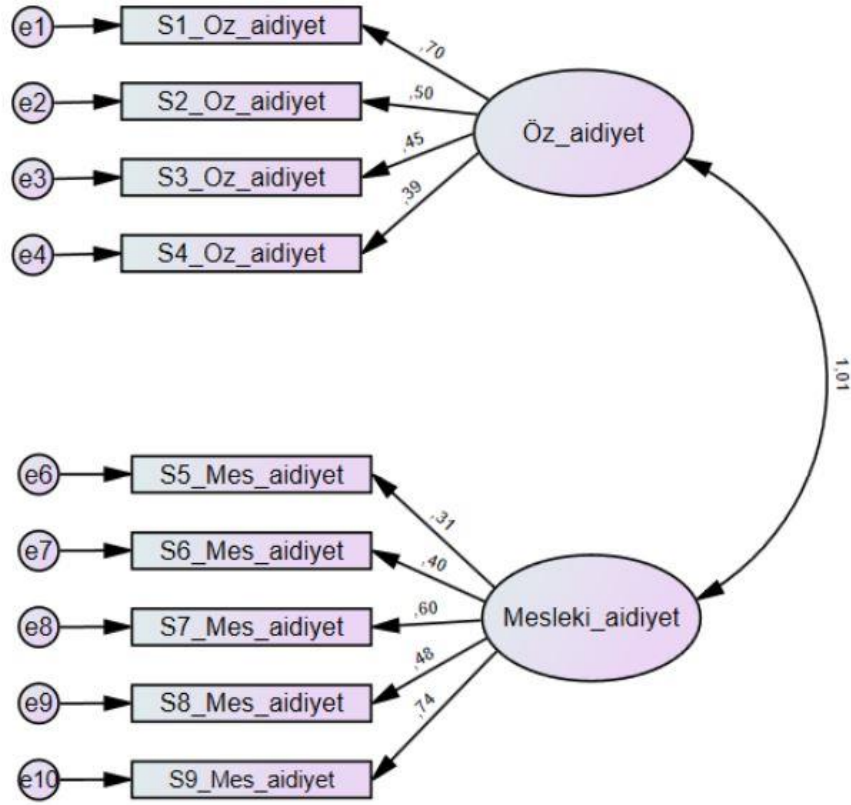 e1
S1_Oz_aidiyet
,70
e2
S2_Oz_aidiyet
,50
Öz_aidiyet
e3
S3_Oz_aidiyet
,45
e4
S4_Oz_aidiyet
,39
1,01
e6
S5_Mes_aidiyet
,31
e7
S6_Mes_aidiyet
,40
e8
S7_Mes_aidiyet
,60
Mesleki_aidiyet
e9
S8_Mes_aidiyet
,48
e10
S9_Mes_aidiyet
,74